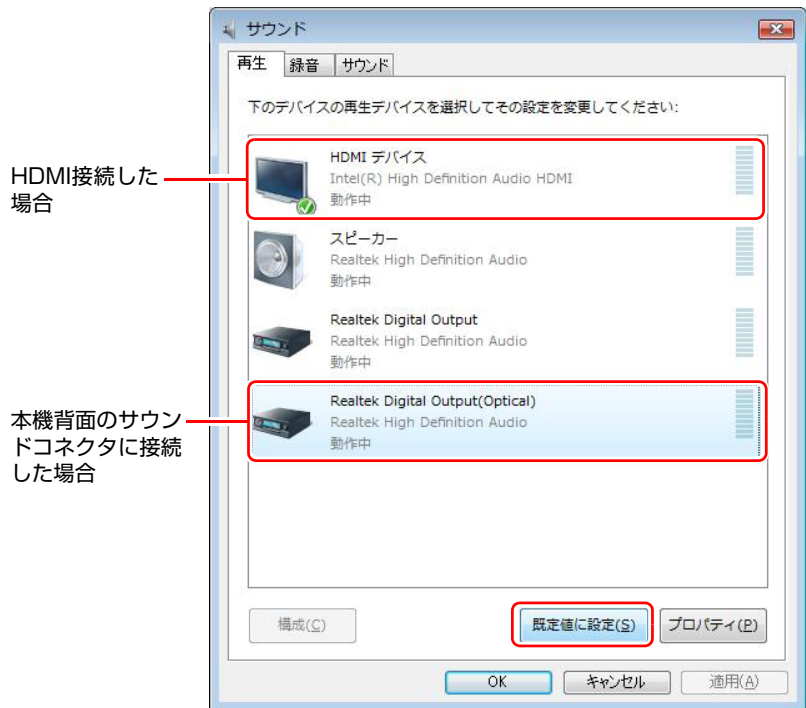 サウンド
再生
録音
サウンド
下のデバイスの再生デバイスを選択してその設定を変更してください:
HDMI接続した
場合
HDMI デバイス
Intel(R) High Definition Audio HDMI
動作中
スピーカー
Realtek High Definition Audio
動作中
Realtek Digital Output
Realtek High Definition Audio
動作中
本機背面のサウン
ドコネクタに接続
した場合
Realtek Digital Output(Optical)
Realtek High Definition Audio
動作中
構成(C)
既定値に設定(S)
プロパティ(P)
OK
キャンセル
適用(A)